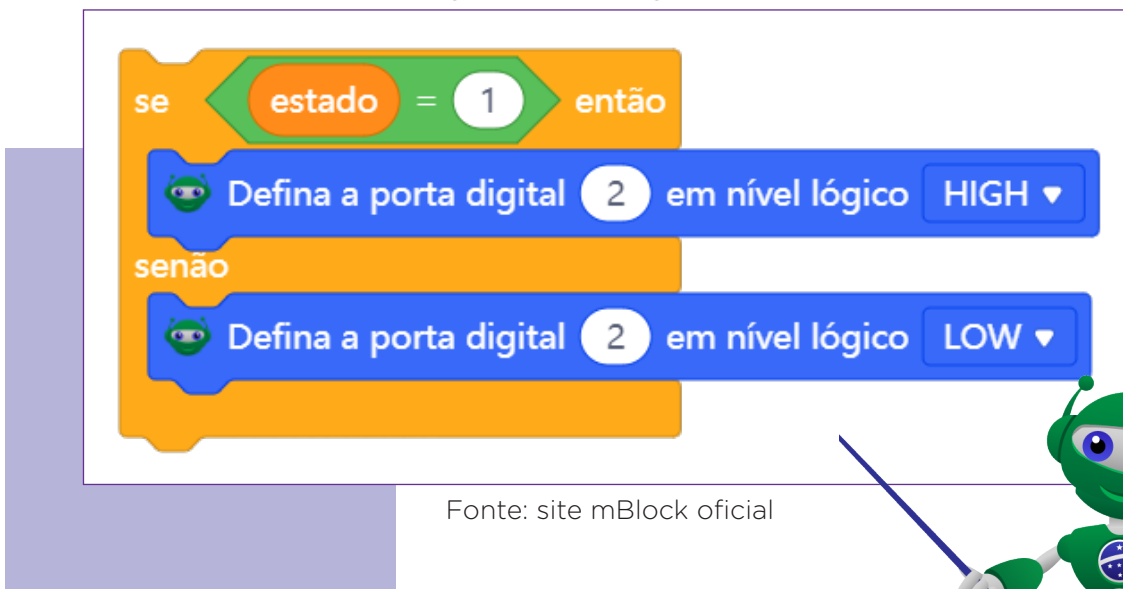 se estado = 1 então
Defina a porta digital 2 em nível lógico HIGH
senão
Defina a porta digital 2 em nível lógico LOW
Fonte: site mBlock oficial